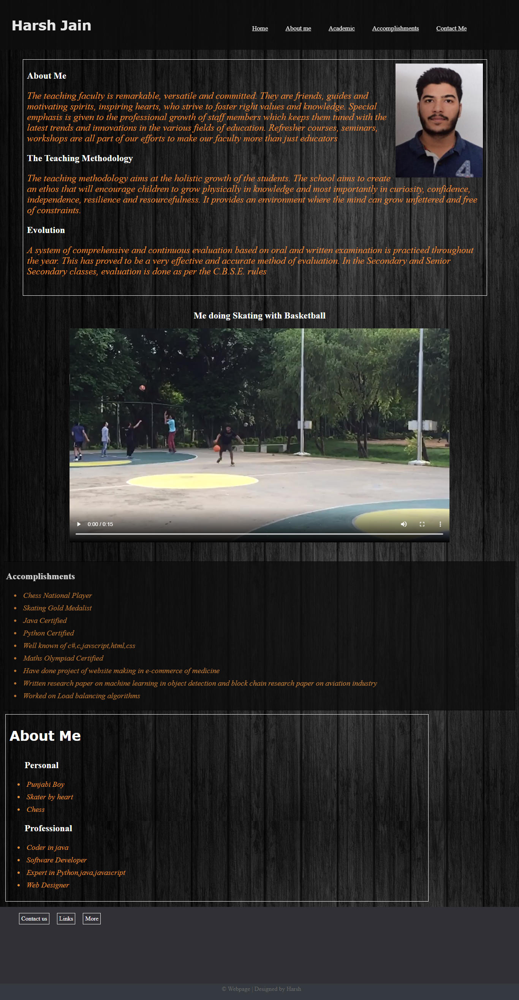 Harsh Jain
Home About me Academic Accomplishments Contact Me
About Me
The teaching faculty is remarkable, versatile and committed. They are friends, guides and
motivating spirits, inspiring hearts, who strive to foster right values and knowledge. Special
emphasis is given to the professional growth of staff members which keeps them tuned with the
latest trends and innovations in the various fields of education. Refresher courses, seminars,
workshops are all part of our efforts to make our faculty more than just educators
4
The Teaching Methodology
The teaching methodology aims at the holistic growth of the students. The school aims to create
an ethos that will encourage children to grow physically in knowledge and most importantly in curiosity, confidence,
independence, resilience and resourcefulness. It provides an environment where the mind can grow unfettered and free
of constraints.
Evolution
A system of comprehensive and continuous evaluation based on oral and written examination is practiced throughout
the year. This has proved to be a very effective and accurate method of evaluation. In the Secondary and Senior
Secondary classes, evaluation is done as per the C.B.S.E. rules
Me doing Skating with Basketball
0:00 / 0:15
Accomplishments
• Chess National Player
• Skating Gold Medalist
• Java Certified
• Python Certified
• Well known of c#,c,javscript,html,css
• Maths Olympiad Certified
• Have done project of website making in e-commerce of medicine
• Written research paper on machine learning in object detection and block chain research paper on aviation industry
• Worked on Load balancing algorithms
About Me
Personal
• Punjabi Boy
• Skater by heart
• Chess
Professional
• Coder in java
• Software Developer
• Expert in Python,java,javascript
• Web Designer
Contact us Links More
© Webpage | Designed by Harsh